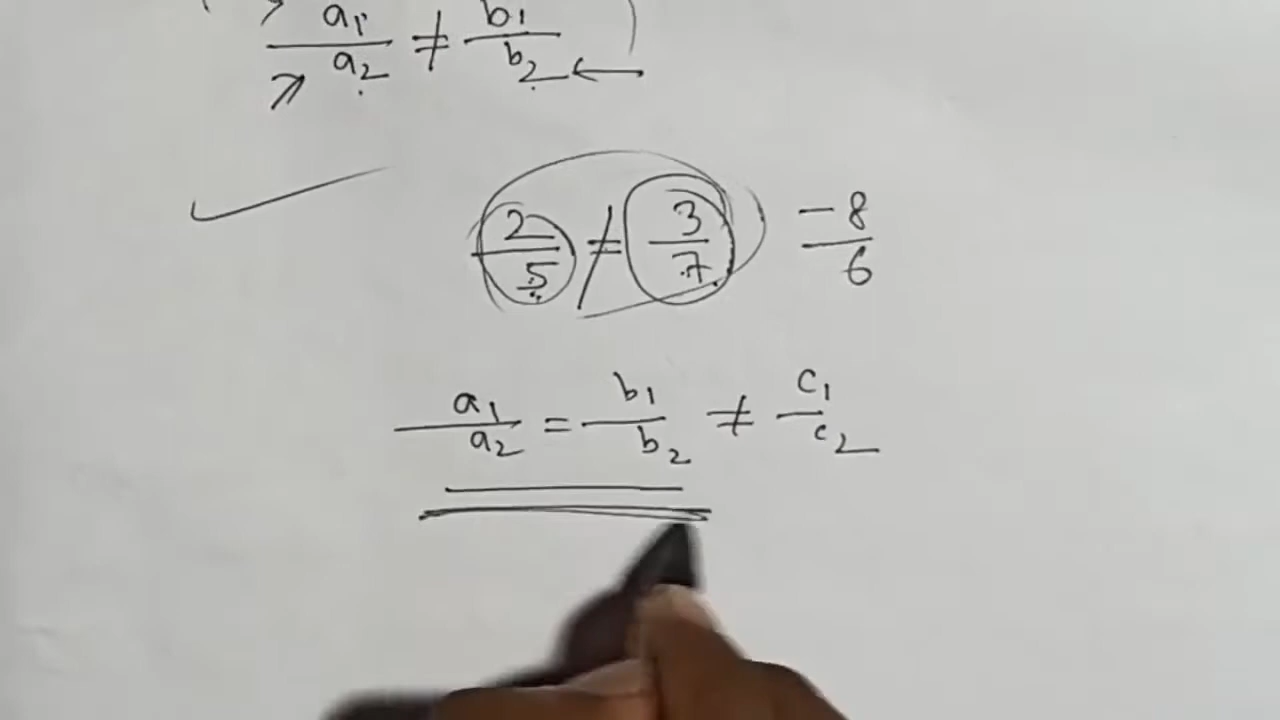 a₁/a₂ ≠ b₁/b₂
2/5 ≠ 3/7 -8/6
a₁/a₂ = b₁/b₂ ≠ c₁/c₂